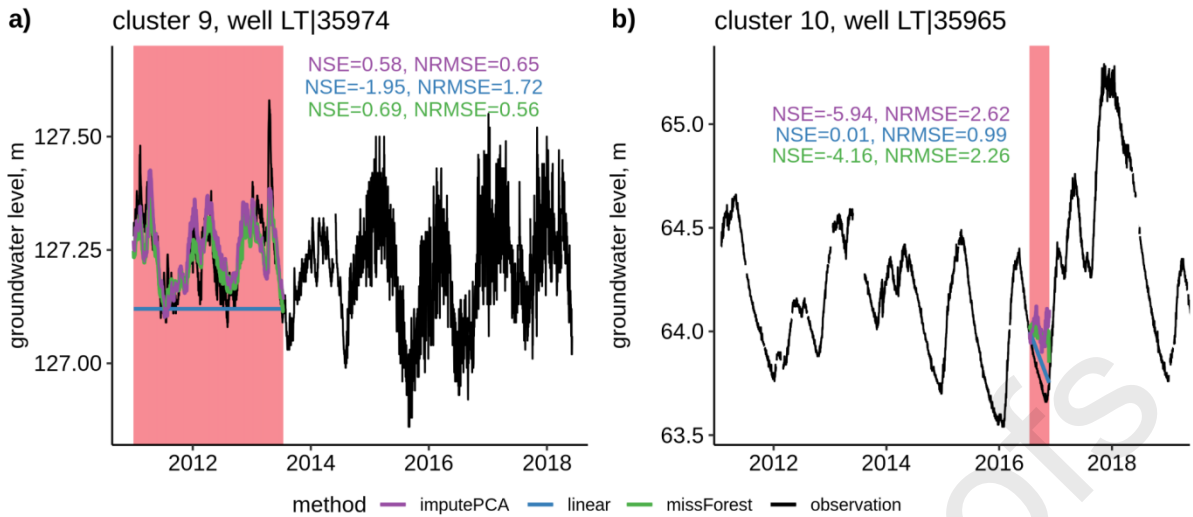 a) cluster 9, well LT|35974
NSE=0.58, NRMSE=0.65
NSE=-1.95, NRMSE=1.72
NSE=0.69, NRMSE=0.56
groundwater level, m
127.50
127.25
127.00
2012 2014 2016 2018
b) cluster 10, well LT|35965
NSE=-5.94, NRMSE=2.62
NSE=0.01, NRMSE=0.99
NSE=-4.16, NRMSE=2.26
groundwater level, m
65.0
64.5
64.0
63.5
2012 2014 2016 2018
method imputePCA linear missForest observation
ofs